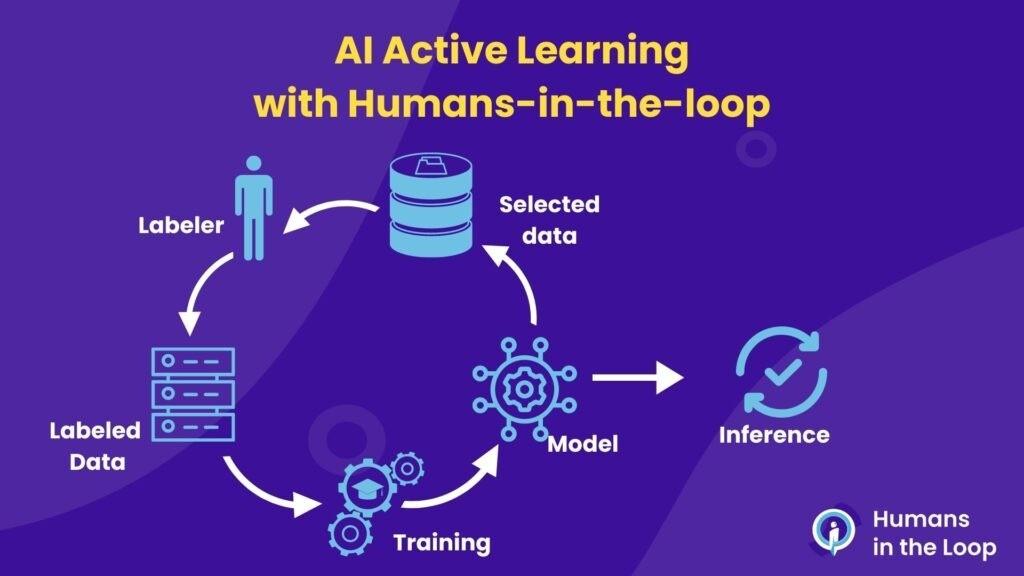 AI Active Learning
with Humans-in-the-loop
Labeler
Selected
data
Labeled
Data
Model
Inference
Training
Humans
in the Loop